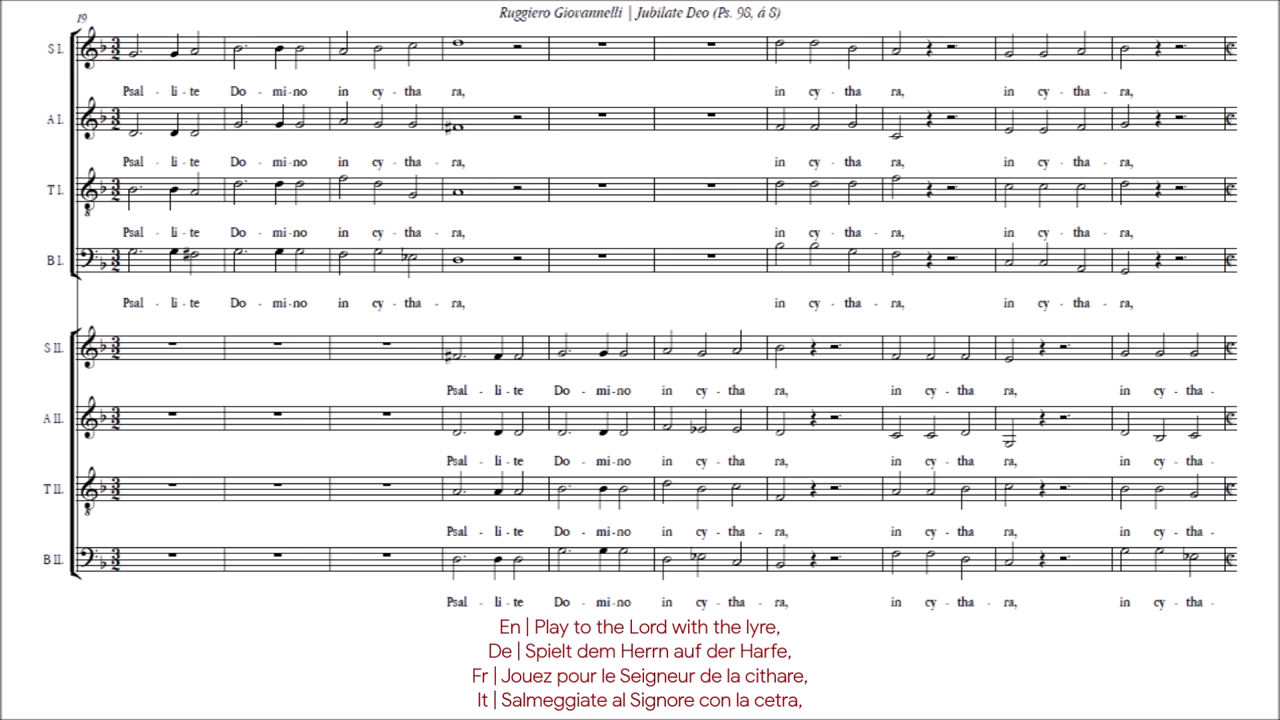 Ruggiero Giovannelli | Jubilate Deo (Ps. 98, á 8)
19
S I.
Psal - li - te Do - mi - no in cy - tha ra, in cy - tha ra, in cy - tha - ra,
A I.
Psal - li - te Do - mi - no in cy - tha - ra, in cy - tha ra, in cy - tha - ra,
T I.
Psal - li - te Do - mi - no in cy - tha - ra, in cy - tha ra, in cy - tha - ra,
B I.
Psal - li - te Do - mi - no in cy - tha - ra, in cy - tha - ra, in cy - tha - ra,
S II.
Psal - li - te Do - mi - no in cy - tha ra, in cy - tha ra, in cy - tha -
A II.
Psal - li - te Do - mi - no in cy - tha ra, in cy - tha ra, in cy - tha -
T II.
Psal - li - te Do - mi - no in cy - tha ra, in cy - tha ra, in cy - tha -
B II.
Psal - li - te Do - mi - no in cy - tha - ra, in cy - tha - ra, in cy - tha -
En | Play to the Lord with the lyre,
De | Spielt dem Herrn auf der Harfe,
Fr | Jouez pour le Seigneur de la cithare,
It | Salmeggiate al Signore con la cetra,